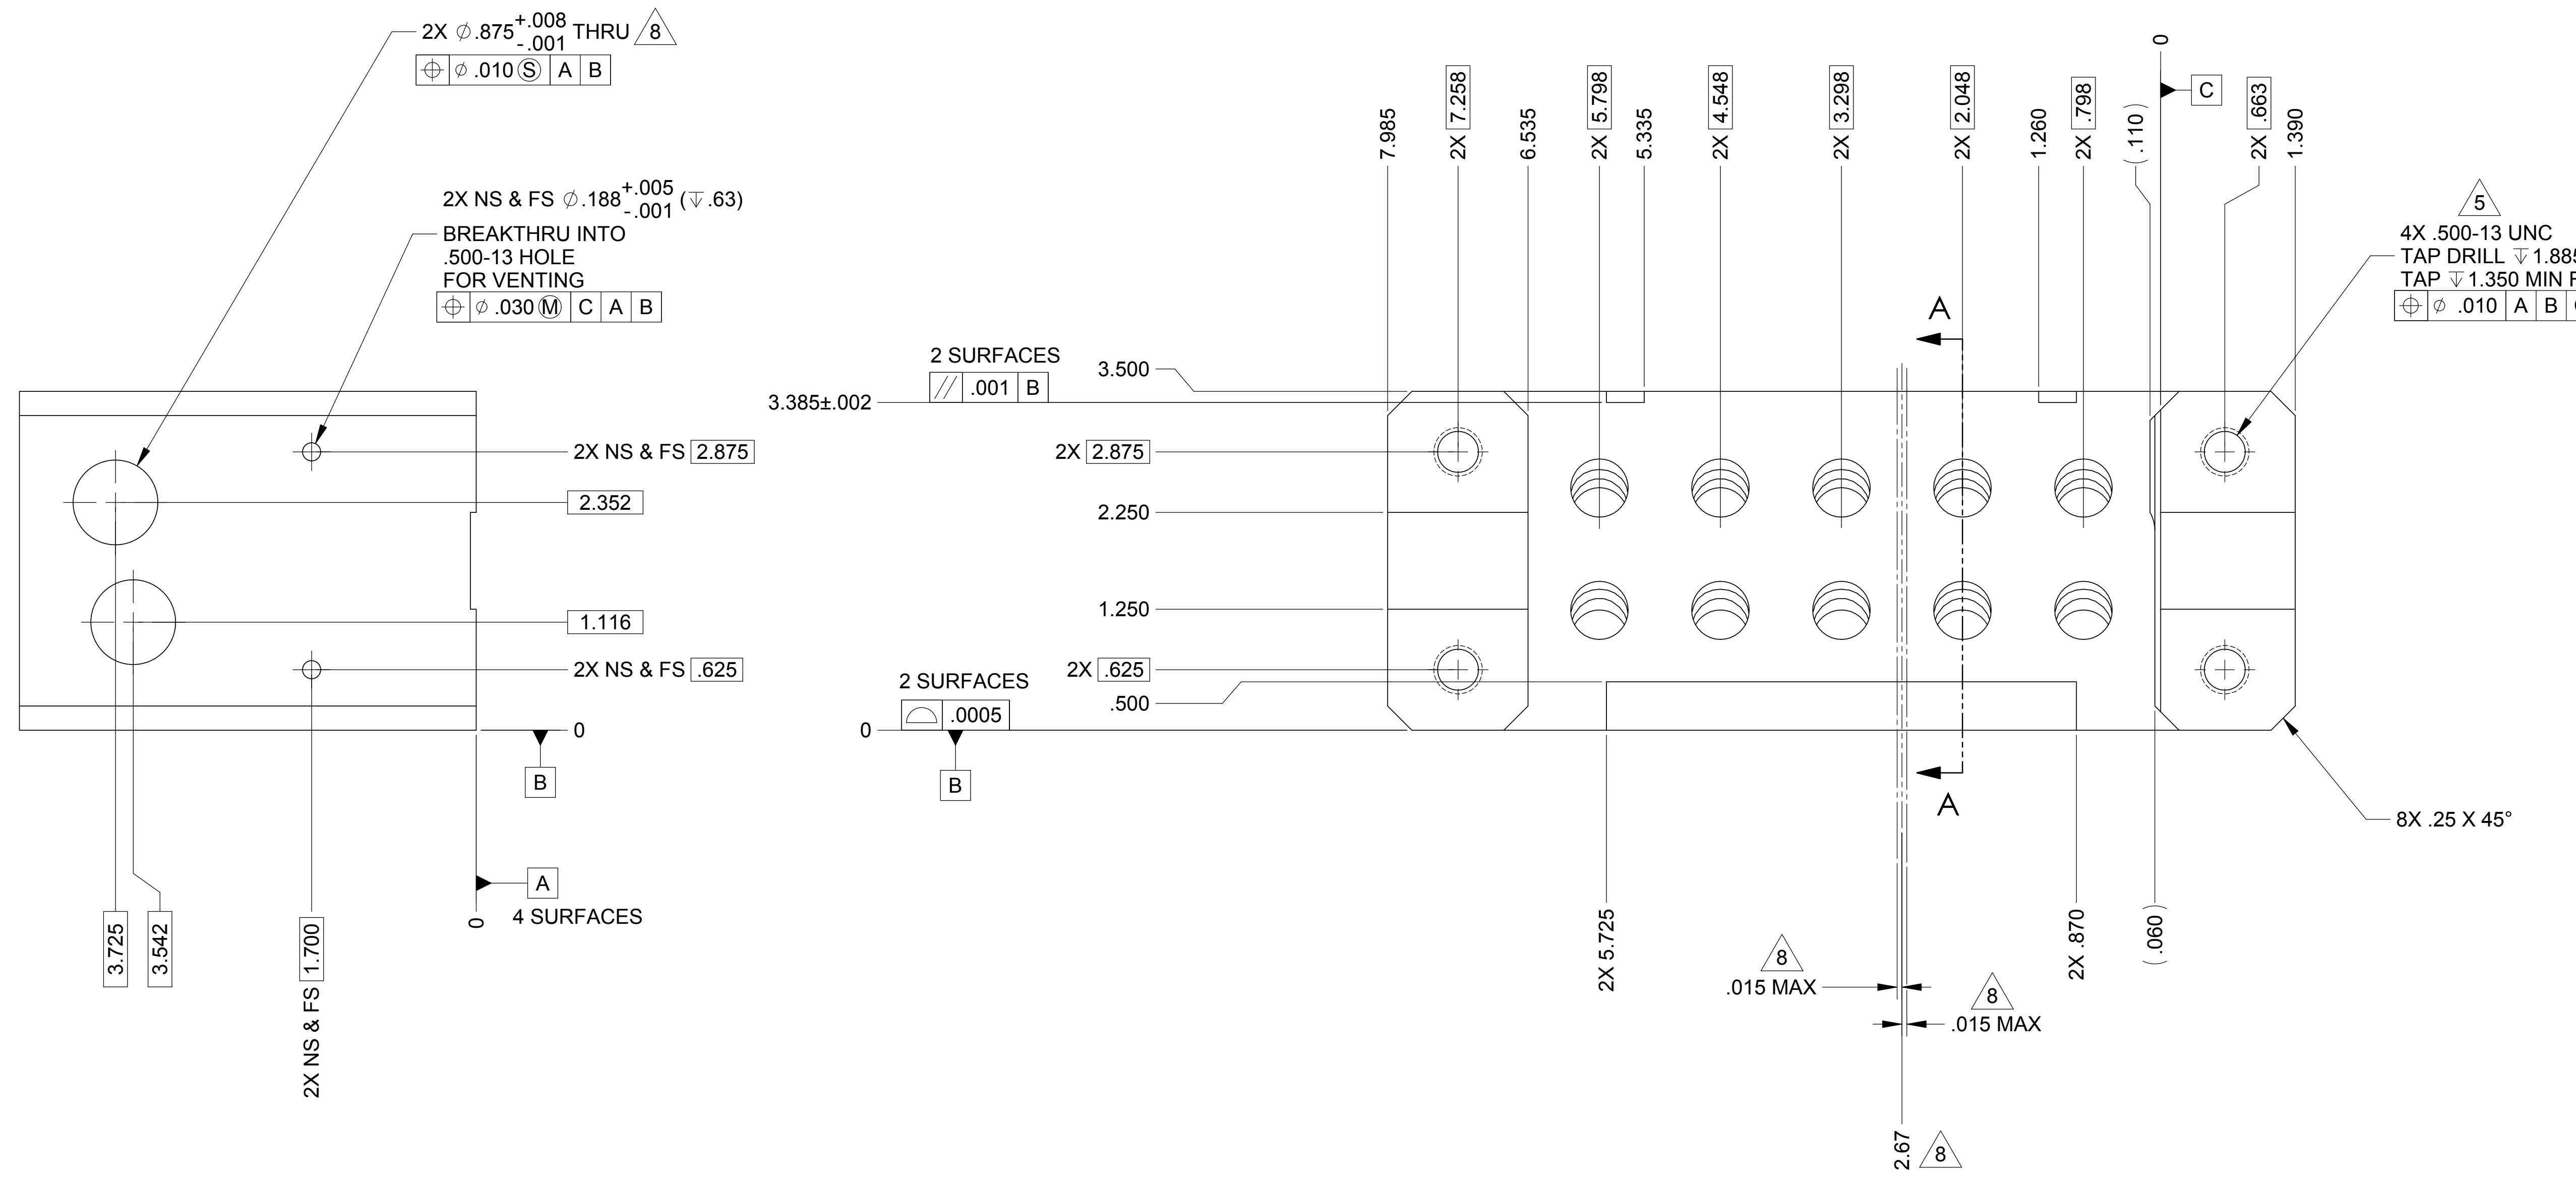 2X ⌀.875 +.008 -.001 THRU 8
⌖ ⌀ .010 Ⓢ A B
2X NS & FS ⌀.188 +.005 -.001 (↧.63)
BREAKTHRU INTO
.500-13 HOLE
FOR VENTING
⌖ ⌀ .030 Ⓜ C A B
2X NS & FS 2.875
2.352
1.116
2X NS & FS .625
0
B
A
4 SURFACES
0
3.725
3.542
2X NS & FS 1.700
7.985
2X 7.258
6.535
2X 5.798
5.335
2X 4.548
2X 3.298
2X 2.048
1.260
2X .798
(.110)
0
C
2X .663
1.390
5
4X .500-13 UNC
TAP DRILL ↧1.885
TAP ↧1.350 MIN F
⌖ ⌀ .010 A B
2 SURFACES
// .001 B
3.500
3.385±.002
2X 2.875
2.250
1.250
2X .625
.500
2 SURFACES
⌓ .0005
0
B
A
A
8X .25 X 45°
2X 5.725
2X .870
(.060)
8
.015 MAX
8
.015 MAX
2.67 8